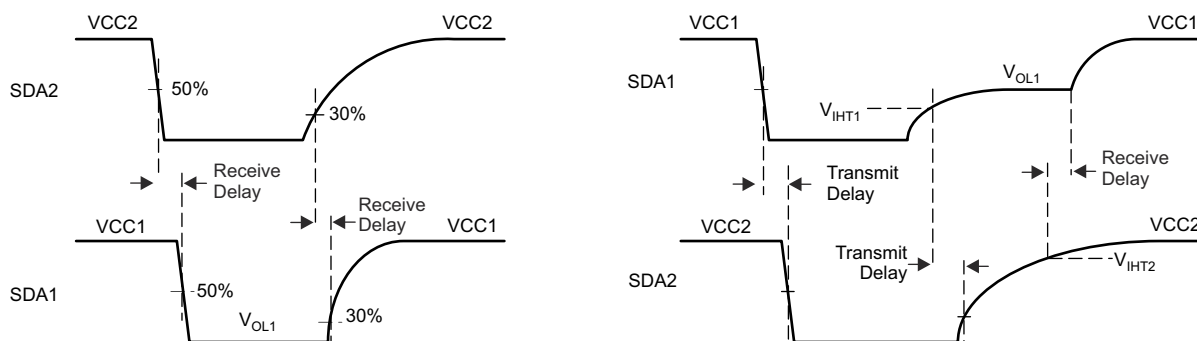 VCC2
VCC2
SDA2
50%
30%
Receive
Delay
Receive
Delay
VCC1
VCC1
SDA1
50%
VOL1
30%
VCC1
VCC1
SDA1
VOL1
VIHT1
Transmit
Delay
Receive
Delay
VCC2
VCC2
Transmit
Delay
VIHT2
SDA2